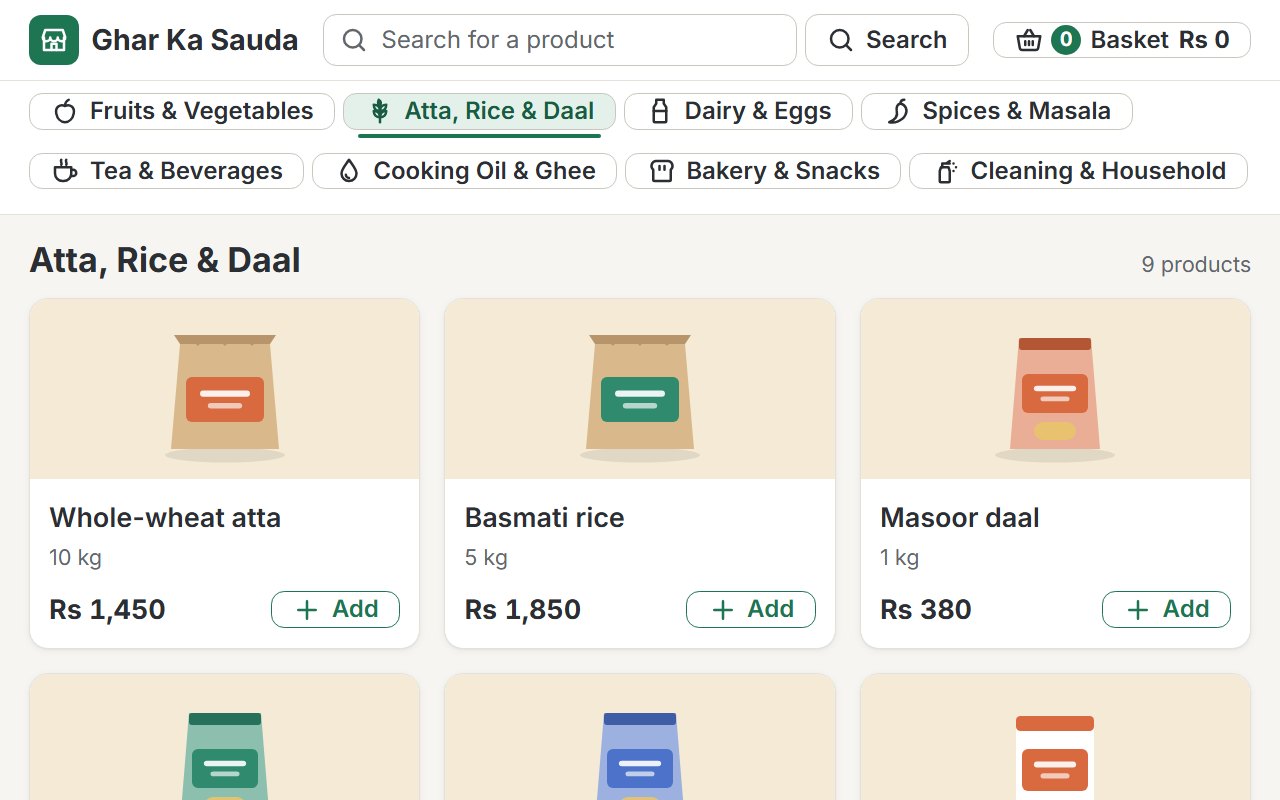 Ghar Ka Sauda
Search for a product
Search
0 Basket Rs 0
Fruits & Vegetables
Atta, Rice & Daal
Dairy & Eggs
Spices & Masala
Tea & Beverages
Cooking Oil & Ghee
Bakery & Snacks
Cleaning & Household
Atta, Rice & Daal
9 products
Whole-wheat atta
10 kg
Rs 1,450
Add
Basmati rice
5 kg
Rs 1,850
Add
Masoor daal
1 kg
Rs 380
Add